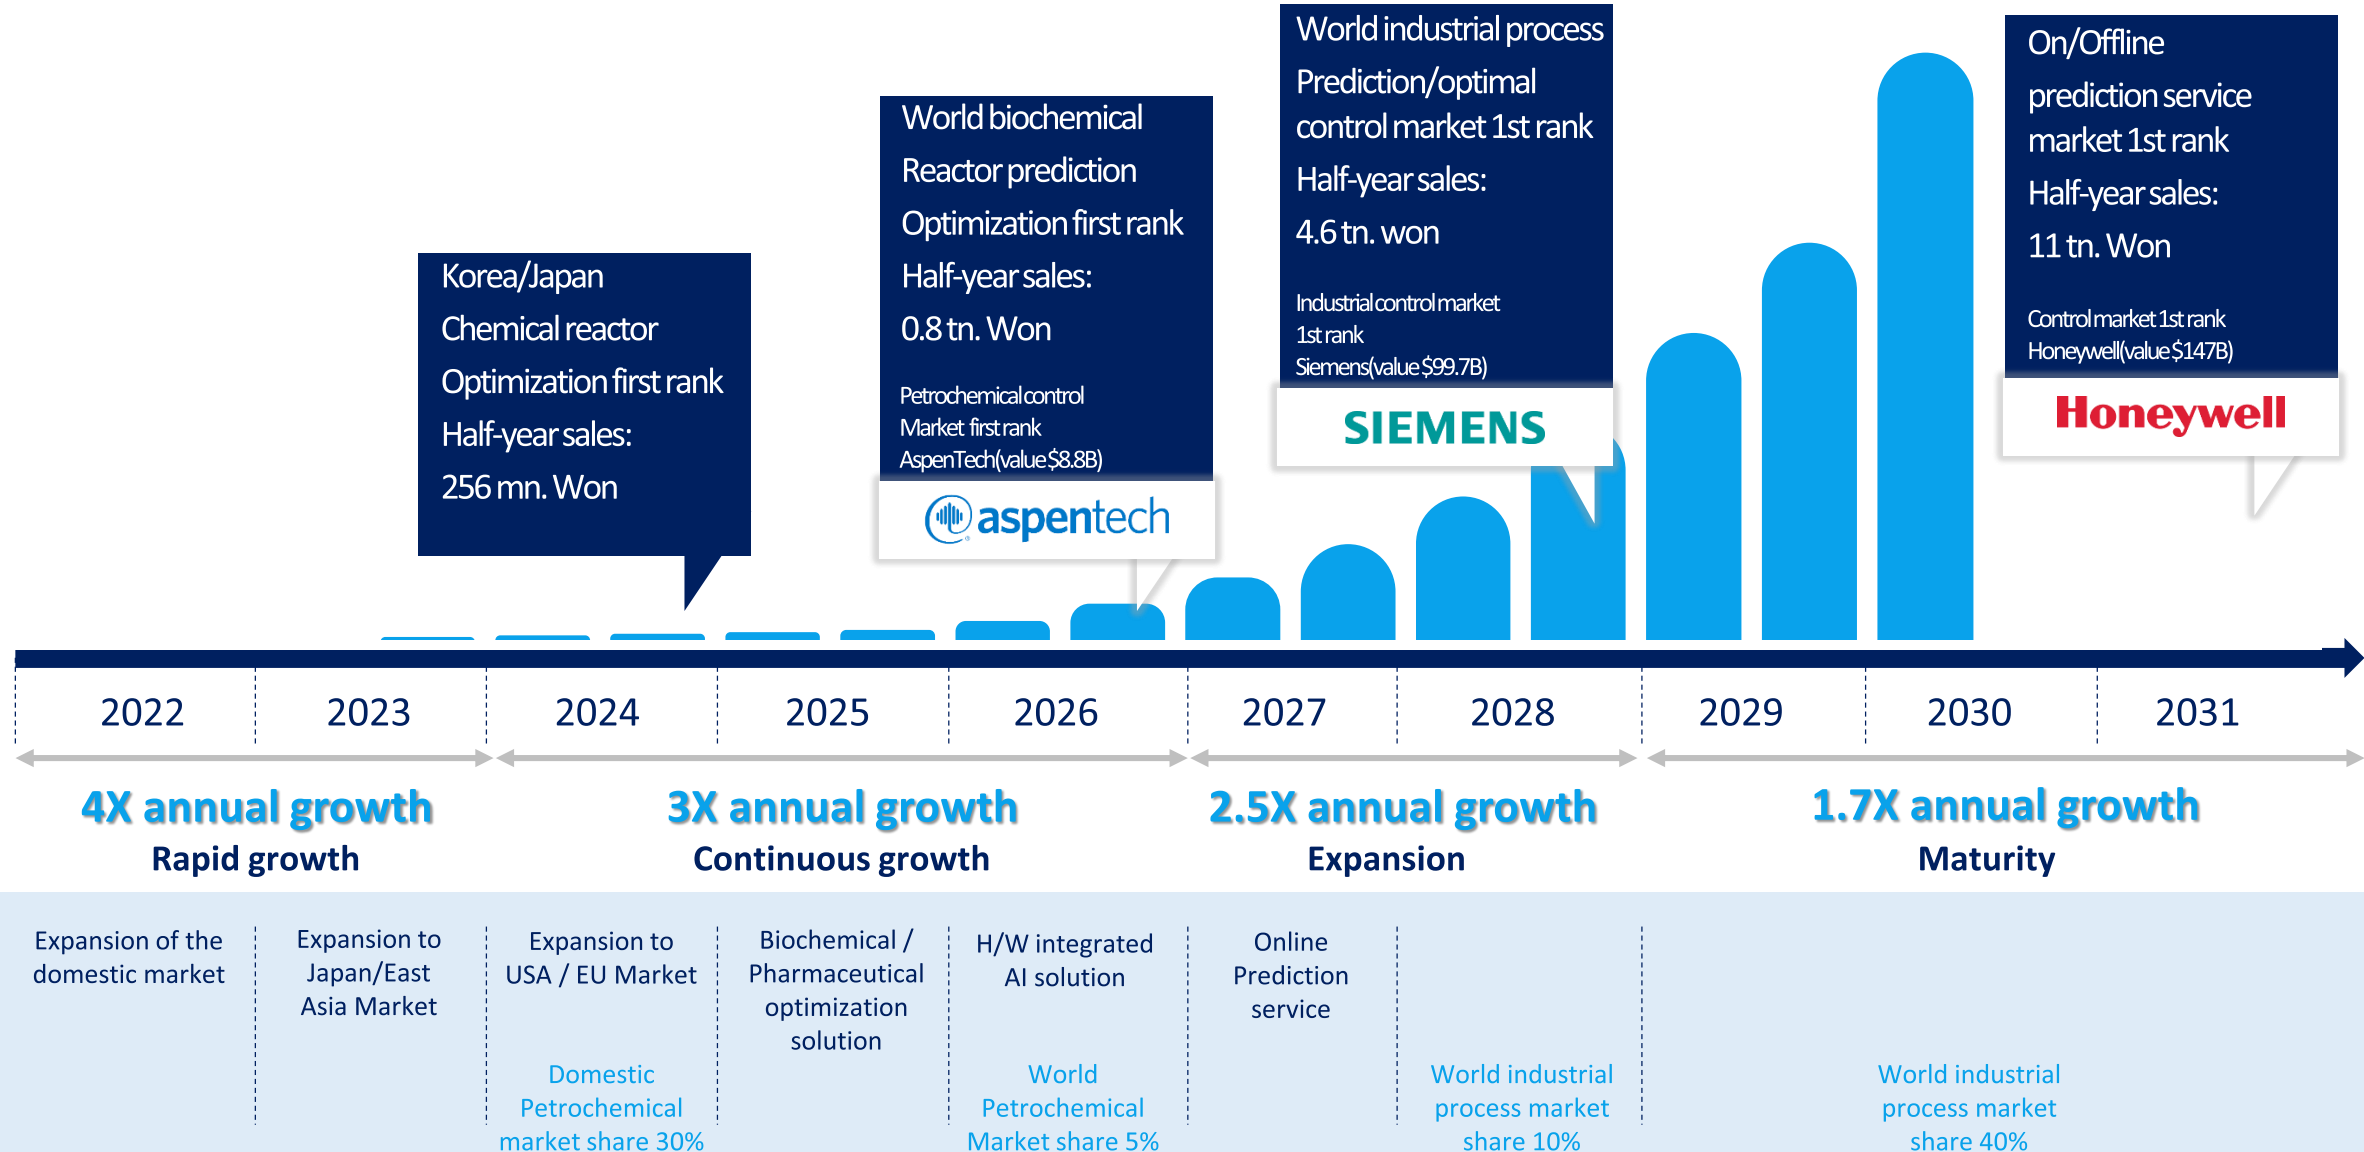 Korea/Japan
Chemical reactor
Optimization first rank
Half-year sales:
256 mn. Won
World biochemical
Reactor prediction
Optimization first rank
Half-year sales:
0.8 tn. Won
Petrochemical control
Market first rank
AspenTech(value $8.8B)
aspentech
World industrial process
Prediction/optimal
control market 1st rank
Half-year sales:
4.6 tn. won
Industrial control market
1st rank
Siemens(value $99.7B)
SIEMENS
On/Offline
prediction service
market 1st rank
Half-year sales:
11 tn. Won
Control market 1st rank
Honeywell(value $147B)
Honeywell
2022
2023
2024
2025
2026
2027
2028
2029
2030
2031
4X annual growth
Rapid growth
3X annual growth
Continuous growth
2.5X annual growth
Expansion
1.7X annual growth
Maturity
Expansion of the
domestic market
Expansion to
Japan/East
Asia Market
Expansion to
USA / EU Market
Domestic
Petrochemical
market share 30%
Biochemical /
Pharmaceutical
optimization
solution
H/W integrated
AI solution
World
Petrochemical
Market share 5%
Online
Prediction
service
World industrial
process market
share 10%
World industrial
process market
share 40%